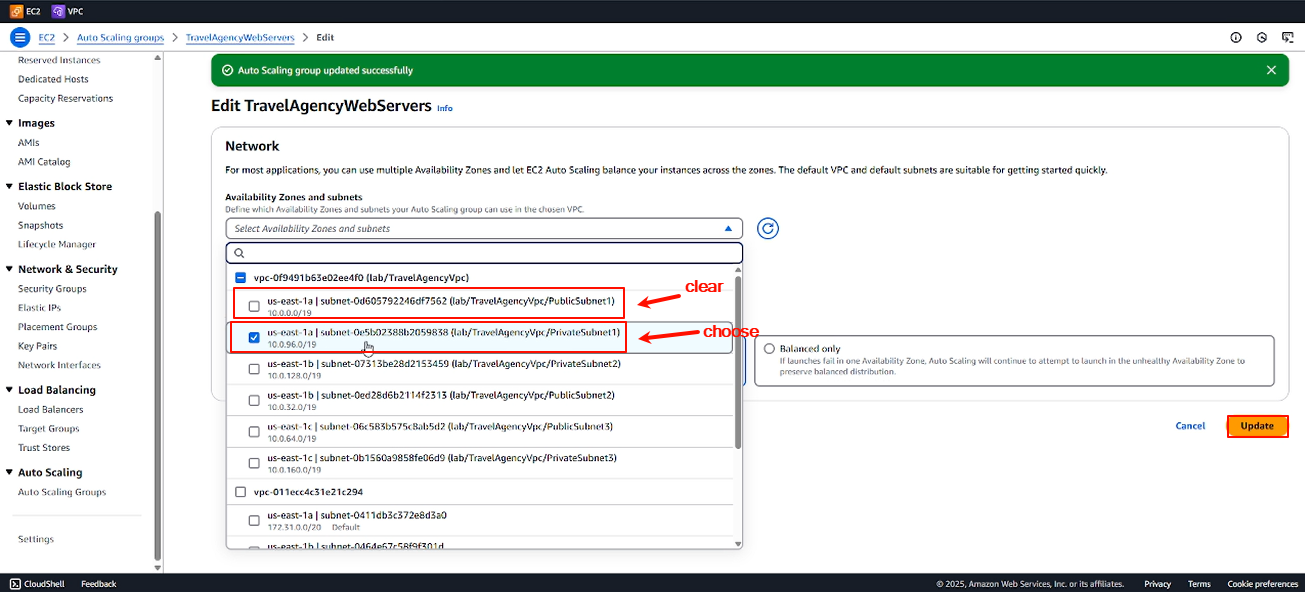 EC2 VPC
EC2 > Auto Scaling groups > TravelAgencyWebServers > Edit
Reserved Instances
Dedicated Hosts
Capacity Reservations
Images
AMIs
AMI Catalog
Elastic Block Store
Volumes
Snapshots
Lifecycle Manager
Network & Security
Security Groups
Elastic IPs
Placement Groups
Key Pairs
Network Interfaces
Load Balancing
Load Balancers
Target Groups
Trust Stores
Auto Scaling
Auto Scaling Groups
Settings
Auto Scaling group updated successfully
Edit TravelAgencyWebServers Info
Network
For most applications, you can use multiple Availability Zones and let EC2 Auto Scaling balance your instances across the zones. The default VPC and default subnets are suitable for getting started quickly.
Availability Zones and subnets
Define which Availability Zones and subnets your Auto Scaling group can use in the chosen VPC.
Select Availability Zones and subnets
vpc-0f9491b63e02ee4f0 (lab/TravelAgencyVpc)
us-east-1a | subnet-0d605792246df7562 (lab/TravelAgencyVpc/PublicSubnet1)
10.0.0.0/19
clear
us-east-1a | subnet-0e5b02388b2059838 (lab/TravelAgencyVpc/PrivateSubnet1)
10.0.96.0/19
choose
us-east-1b | subnet-07313be28d2153459 (lab/TravelAgencyVpc/PrivateSubnet2)
10.0.128.0/19
us-east-1b | subnet-0ed28d6b2114f2313 (lab/TravelAgencyVpc/PublicSubnet2)
10.0.32.0/19
us-east-1c | subnet-06c583b575c8ab5d2 (lab/TravelAgencyVpc/PublicSubnet3)
10.0.64.0/19
us-east-1c | subnet-0b1560a9858fe06d9 (lab/TravelAgencyVpc/PrivateSubnet3)
10.0.160.0/19
vpc-011ecc4c31e21c294
us-east-1a | subnet-0411db3c372e8d3a0
172.31.0.0/20 Default
us-east-1b | subnet-0464e67c58f9f301d
Balanced only
If launches fail in one Availability Zone, Auto Scaling will continue to attempt to launch in the unhealthy Availability Zone to
preserve balanced distribution.
Cancel Update
CloudShell Feedback © 2025, Amazon Web Services, Inc. or its affiliates. Privacy Terms Cookie preferences